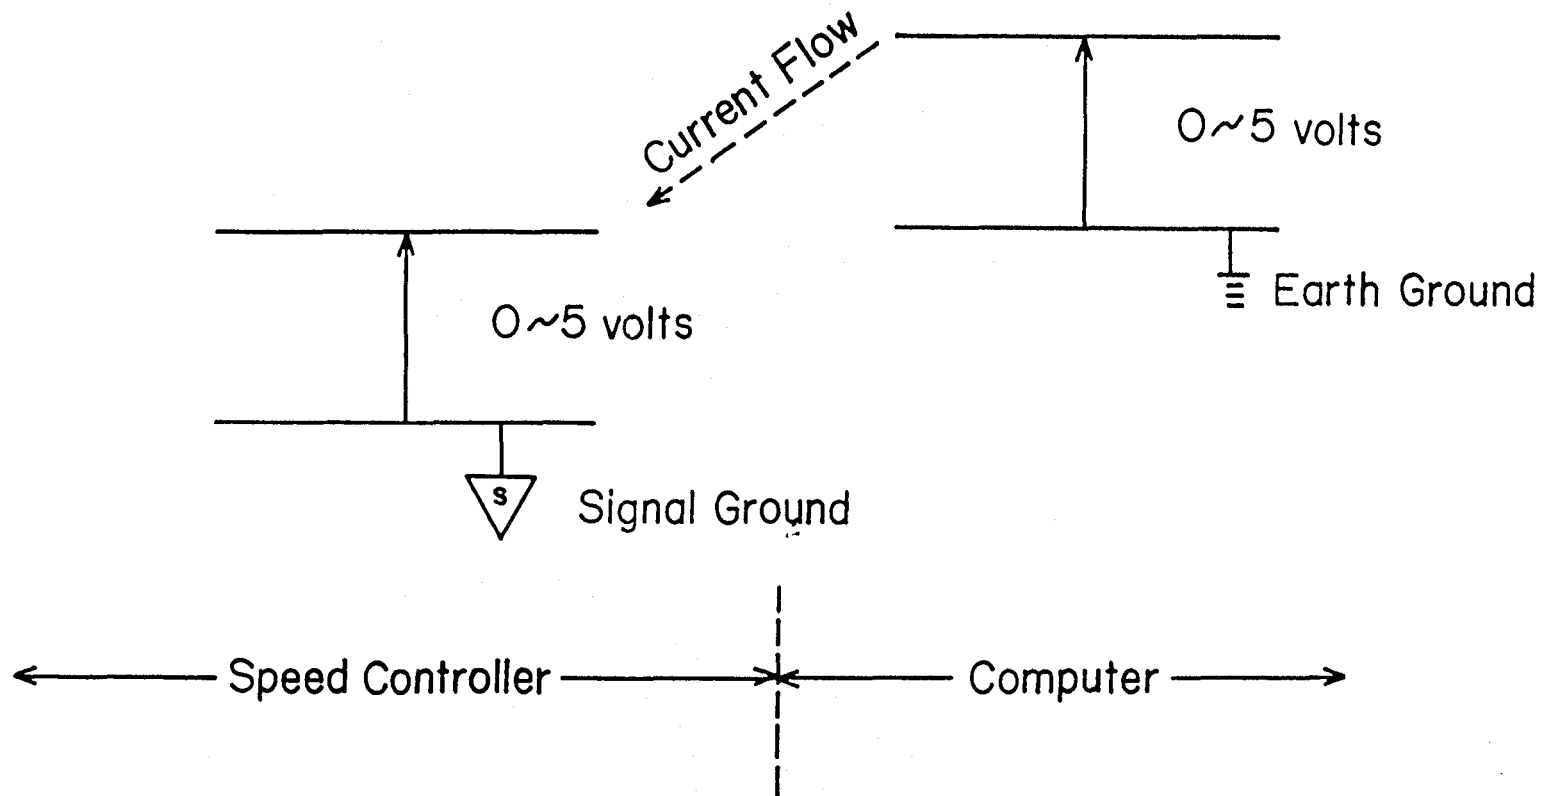 Current Flow
0~5 volts
Earth Ground
0~5 volts
S
Signal Ground
Speed Controller
Computer